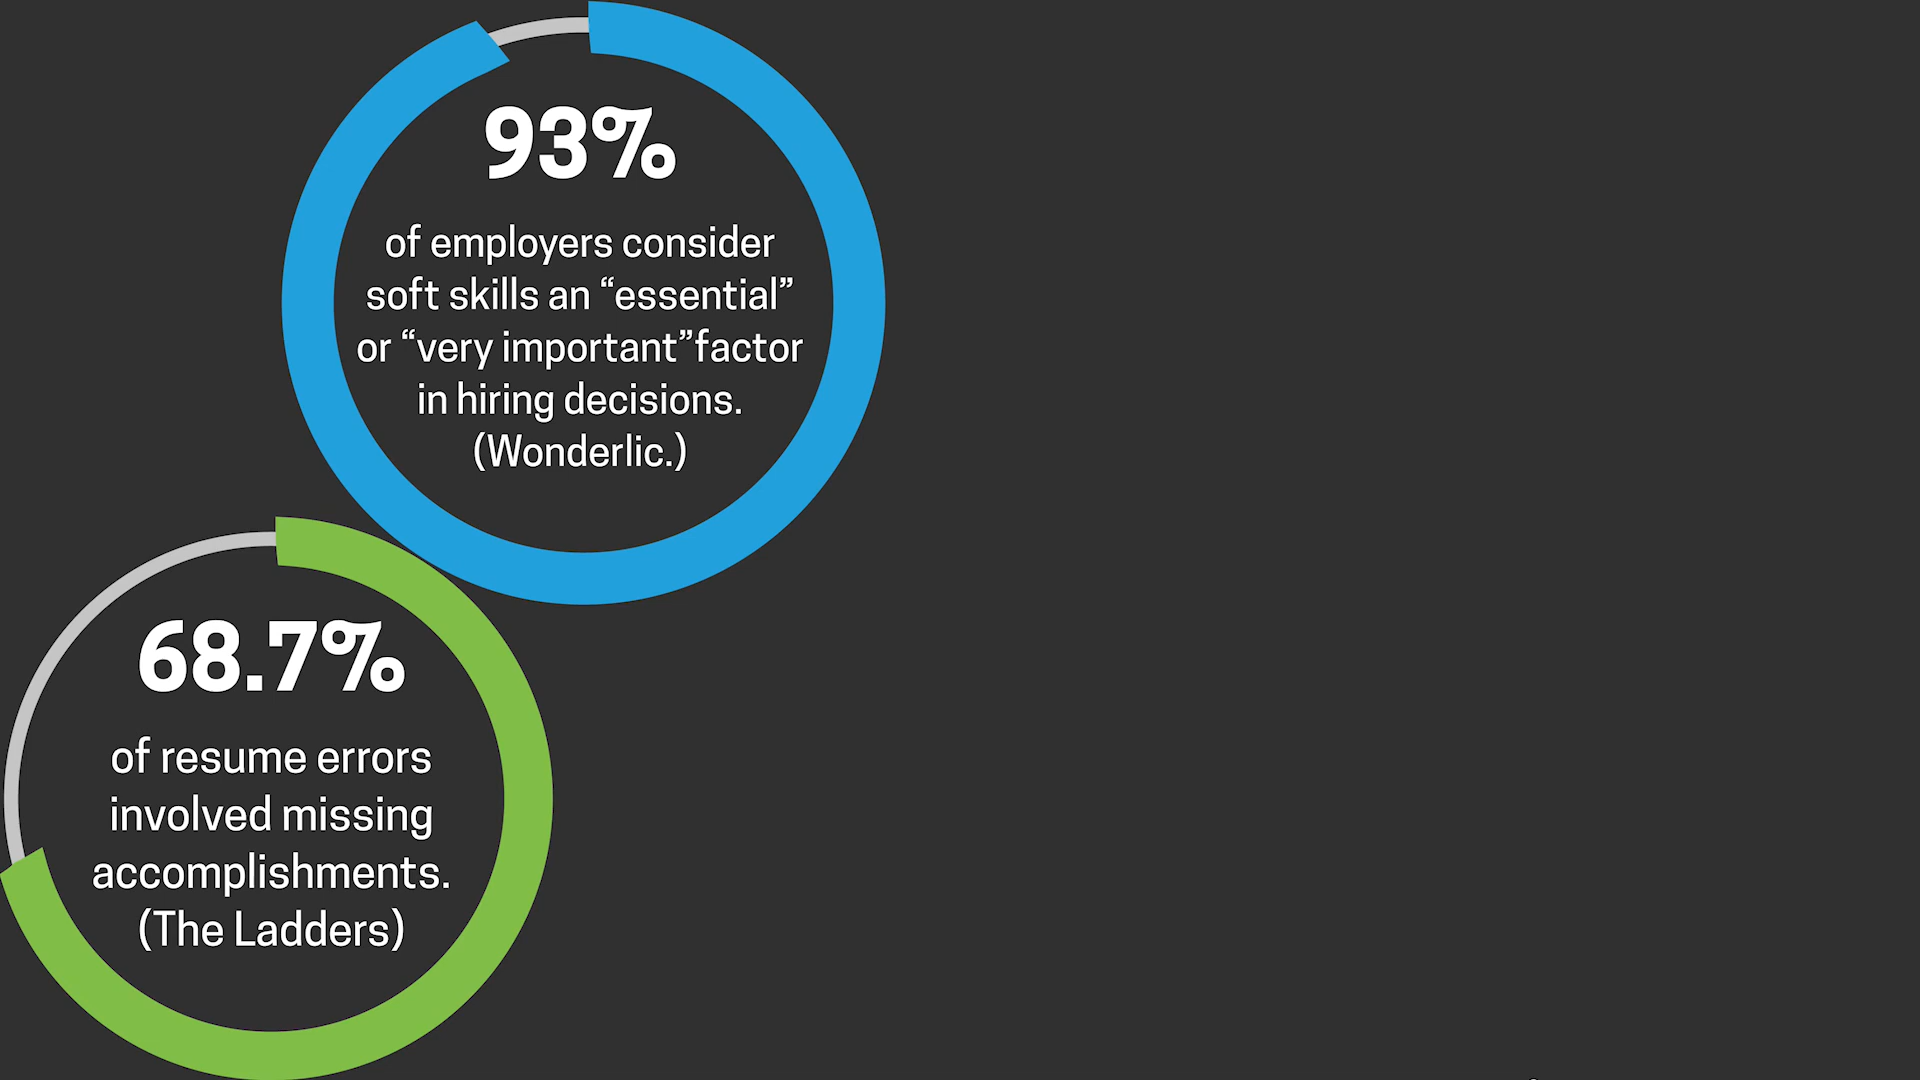 93%
of employers consider
soft skills an “essential”
or “very important”factor
in hiring decisions.
(Wonderlic.)
68.7%
of resume errors
involved missing
accomplishments.
(The Ladders)